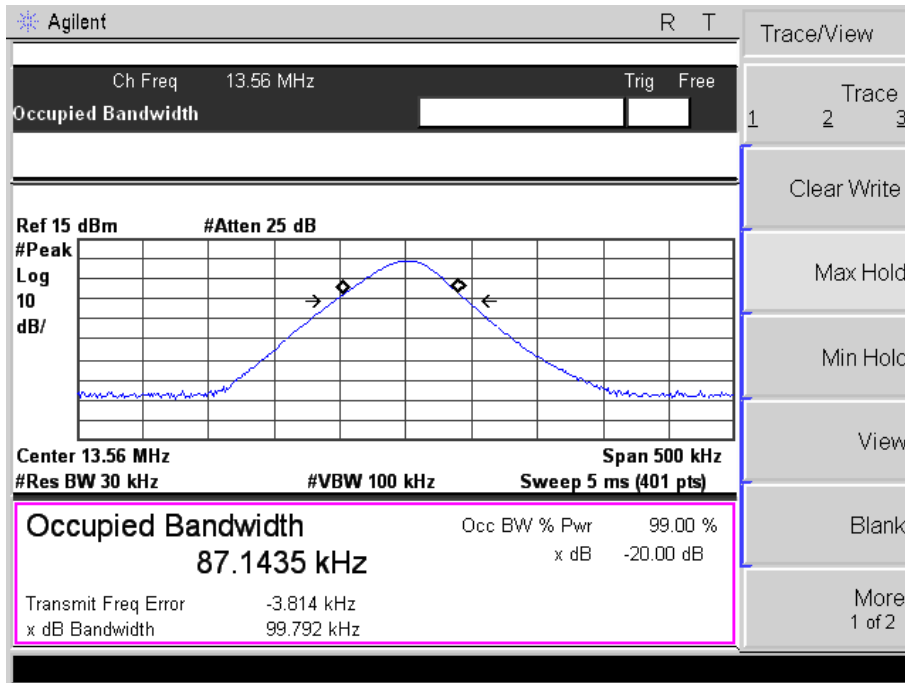 Agilent R T
Ch Freq 13.56 MHz Trig Free
Occupied Bandwidth
Ref 15 dBm #Atten 25 dB
#Peak
Log
10
dB/
Center 13.56 MHz Span 500 kHz
#Res BW 30 kHz #VBW 100 kHz Sweep 5 ms (401 pts)
Occupied Bandwidth
87.1435 kHz
Occ BW % Pwr 99.00 %
x dB -20.00 dB
Transmit Freq Error -3.814 kHz
x dB Bandwidth 99.792 kHz
Trace/View
Trace
1 2 3
Clear Write
Max Hold
Min Hold
View
Blank
More
1 of 2